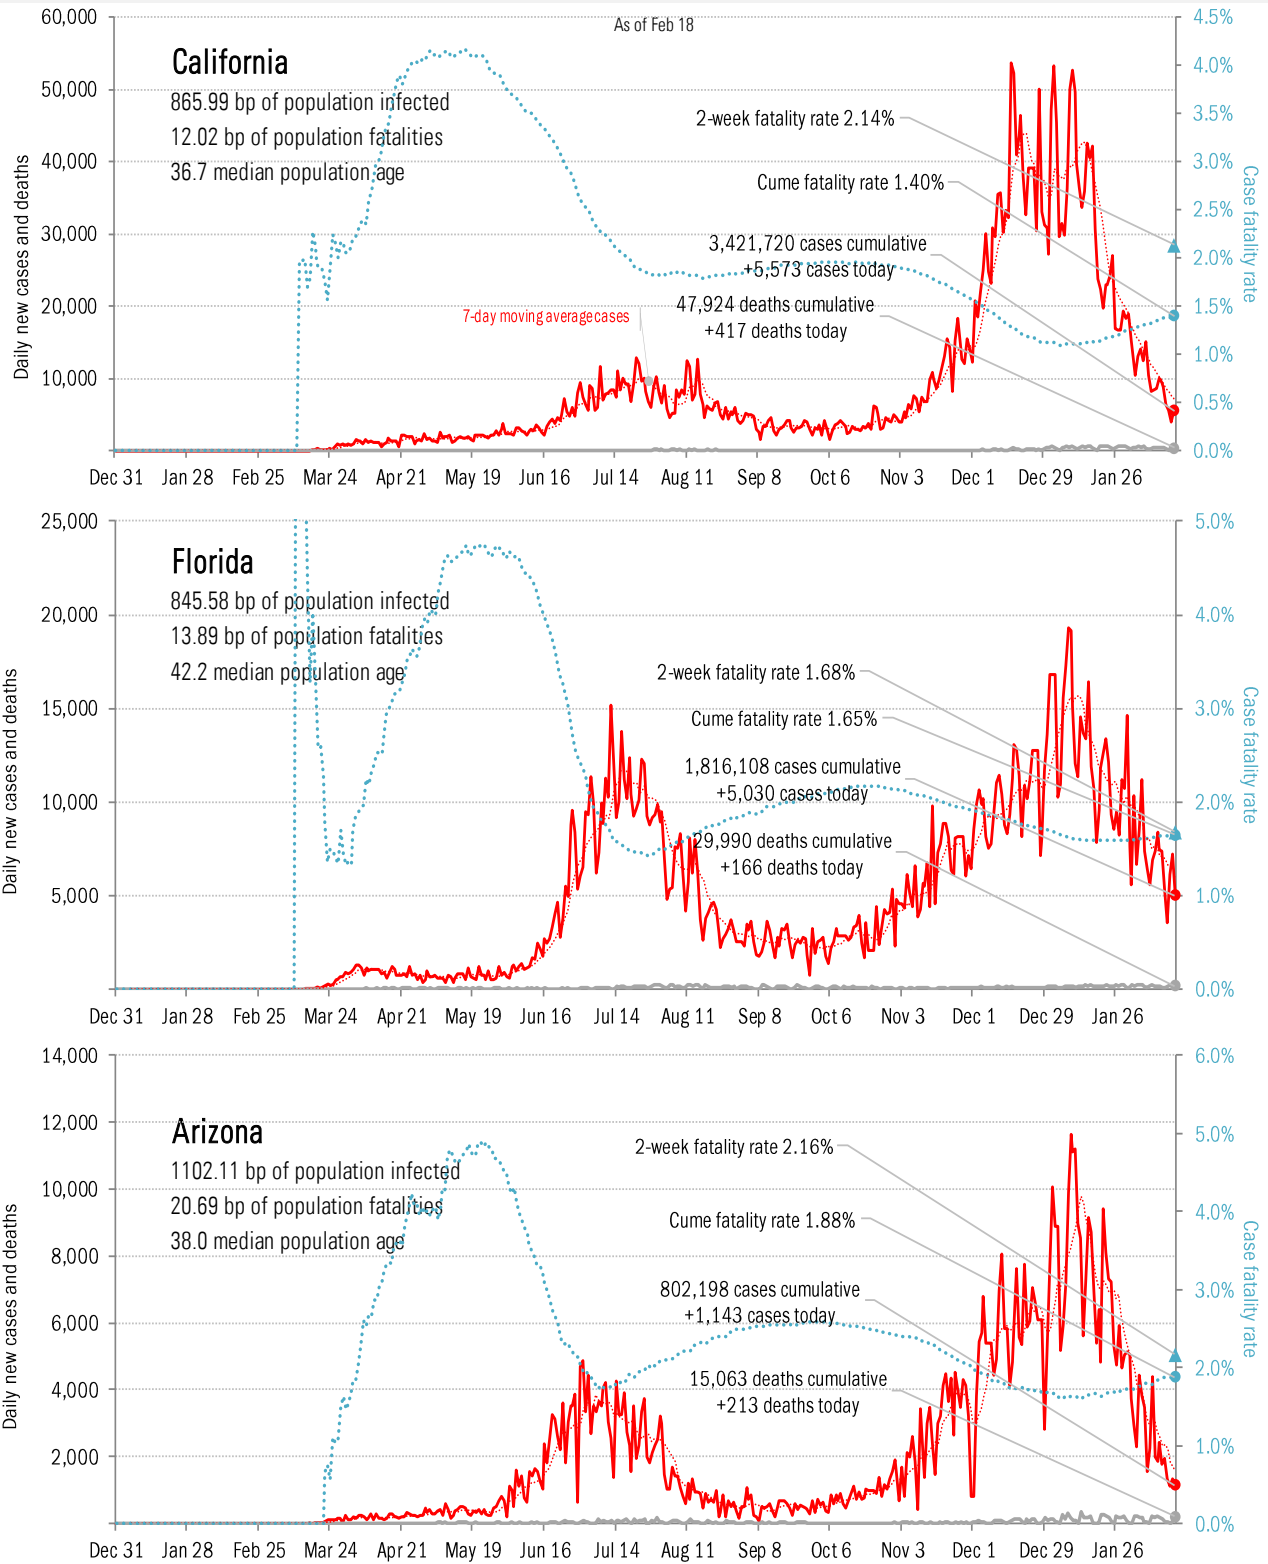 As of Feb 18
California
865.99 bp of population infected
12.02 bp of population fatalities
36.7 median population age
2-week fatality rate 2.14%
Cume fatality rate 1.40%
3,421,720 cases cumulative
+5,573 cases today
47,924 deaths cumulative
+417 deaths today
7-day moving average cases
Daily new cases and deaths
60,000
50,000
40,000
30,000
20,000
10,000
Case fatality rate
4.5%
4.0%
3.5%
3.0%
2.5%
2.0%
1.5%
1.0%
0.5%
0.0%
Dec 31 Jan 28 Feb 25 Mar 24 Apr 21 May 19 Jun 16 Jul 14 Aug 11 Sep 8 Oct 6 Nov 3 Dec 1 Dec 29 Jan 26
Florida
845.58 bp of population infected
13.89 bp of population fatalities
42.2 median population age
2-week fatality rate 1.68%
Cume fatality rate 1.65%
1,816,108 cases cumulative
+5,030 cases today
29,990 deaths cumulative
+166 deaths today
Daily new cases and deaths
25,000
20,000
15,000
10,000
5,000
Case fatality rate
5.0%
4.0%
3.0%
2.0%
1.0%
0.0%
Dec 31 Jan 28 Feb 25 Mar 24 Apr 21 May 19 Jun 16 Jul 14 Aug 11 Sep 8 Oct 6 Nov 3 Dec 1 Dec 29 Jan 26
Arizona
1102.11 bp of population infected
20.69 bp of population fatalities
38.0 median population age
2-week fatality rate 2.16%
Cume fatality rate 1.88%
802,198 cases cumulative
+1,143 cases today
15,063 deaths cumulative
+213 deaths today
Daily new cases and deaths
14,000
12,000
10,000
8,000
6,000
4,000
2,000
Case fatality rate
6.0%
5.0%
4.0%
3.0%
2.0%
1.0%
0.0%
Dec 31 Jan 28 Feb 25 Mar 24 Apr 21 May 19 Jun 16 Jul 14 Aug 11 Sep 8 Oct 6 Nov 3 Dec 1 Dec 29 Jan 26